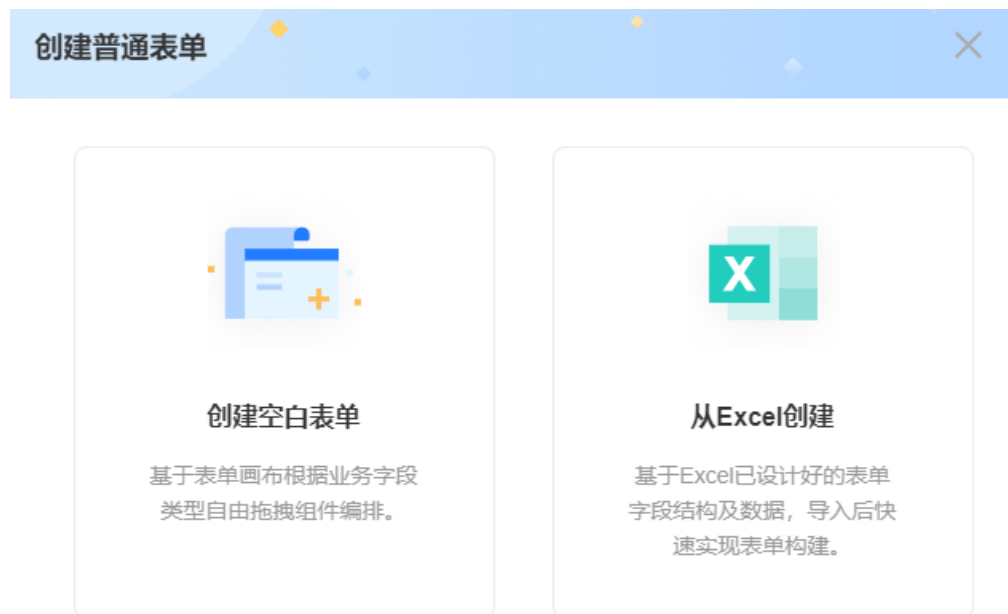 创建普通表单
创建空白表单
基于表单画布根据业务字段
类型自由拖拽组件编排。
X
从Excel创建
基于Excel已设计好的表单
字段结构及数据，导入后快
速实现表单构建。